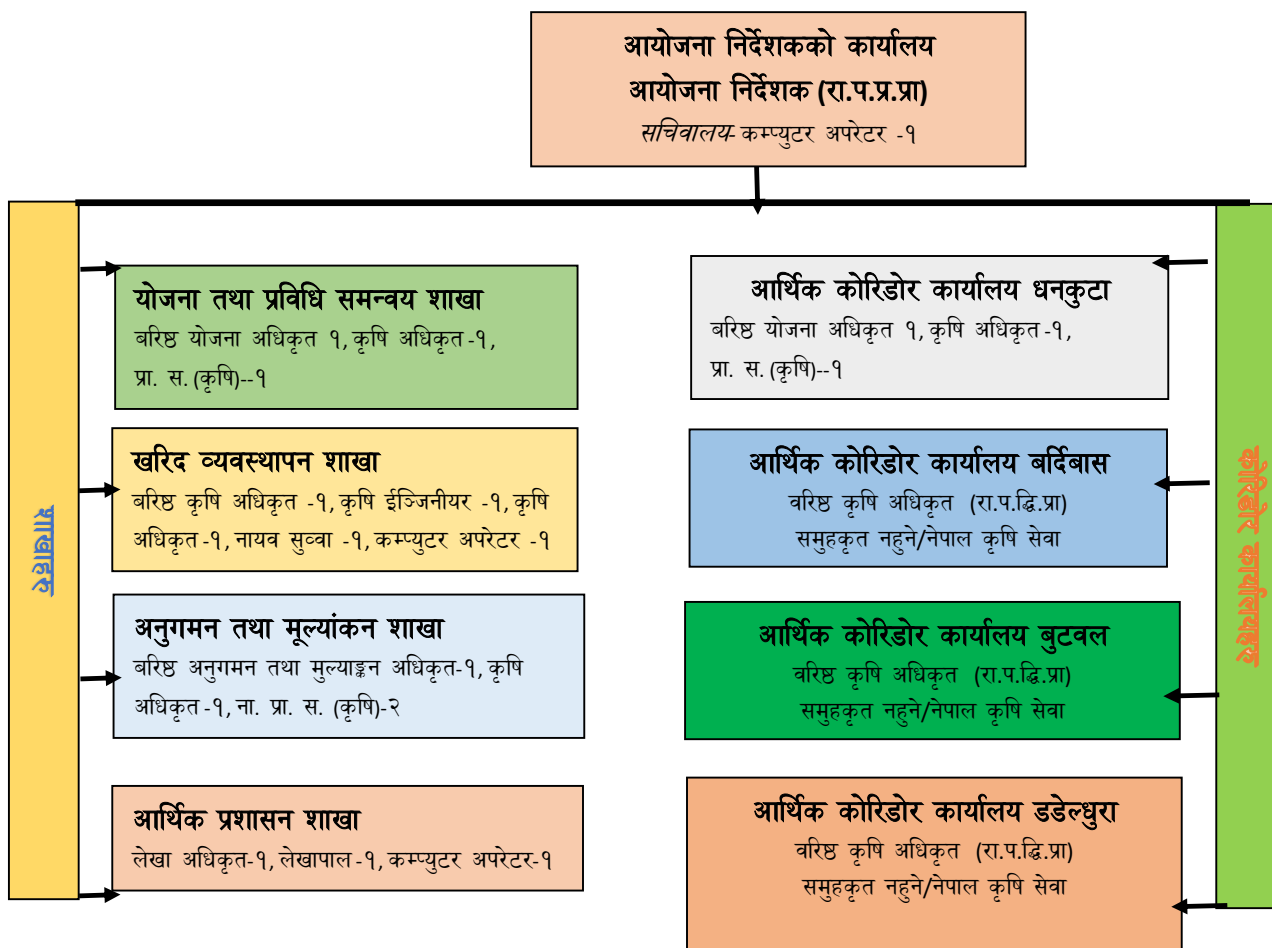 आयोजना निर्देशकको कार्यालय
आयोजना निर्देशक (रा.प.प्र.प्रा)
सचिवालय- कम्प्युटर अपरेटर -१
शाखाहरु
योजना तथा प्रविधि समन्वय शाखा
बरिष्ठ योजना अधिकृत १, कृषि अधिकृत -१,
प्रा. स. (कृषि)--१
खरिद व्यवस्थापन शाखा
बरिष्ठ कृषि अधिकृत -१, कृषि ईञ्जिनीयर -१, कृषि
अधिकृत -१, नायव सुव्वा -१, कम्प्युटर अपरेटर -१
अनुगमन तथा मूल्यांकन शाखा
बरिष्ठ अनुगमन तथा मुल्याङ्कन अधिकृत-१, कृषि
अधिकृत -१, ना. प्रा. स. (कृषि)-२
आर्थिक प्रशासन शाखा
लेखा अधिकृत-१, लेखापाल -१, कम्प्युटर अपरेटर-१
आर्थिक कोरिडोर कार्यालय धनकुटा
बरिष्ठ योजना अधिकृत १, कृषि अधिकृत -१,
प्रा. स. (कृषि)--१
आर्थिक कोरिडोर कार्यालय बर्दिबास
वरिष्ठ कृषि अधिकृत (रा.प.द्धि.प्रा)
समुहकृत नहुने/नेपाल कृषि सेवा
आर्थिक कोरिडोर कार्यालय बुटवल
वरिष्ठ कृषि अधिकृत (रा.प.द्धि.प्रा)
समुहकृत नहुने/नेपाल कृषि सेवा
आर्थिक कोरिडोर कार्यालय डडेल्धुरा
वरिष्ठ कृषि अधिकृत (रा.प.द्धि.प्रा)
समुहकृत नहुने/नेपाल कृषि सेवा
कोरिडोर कार्यालयहरु